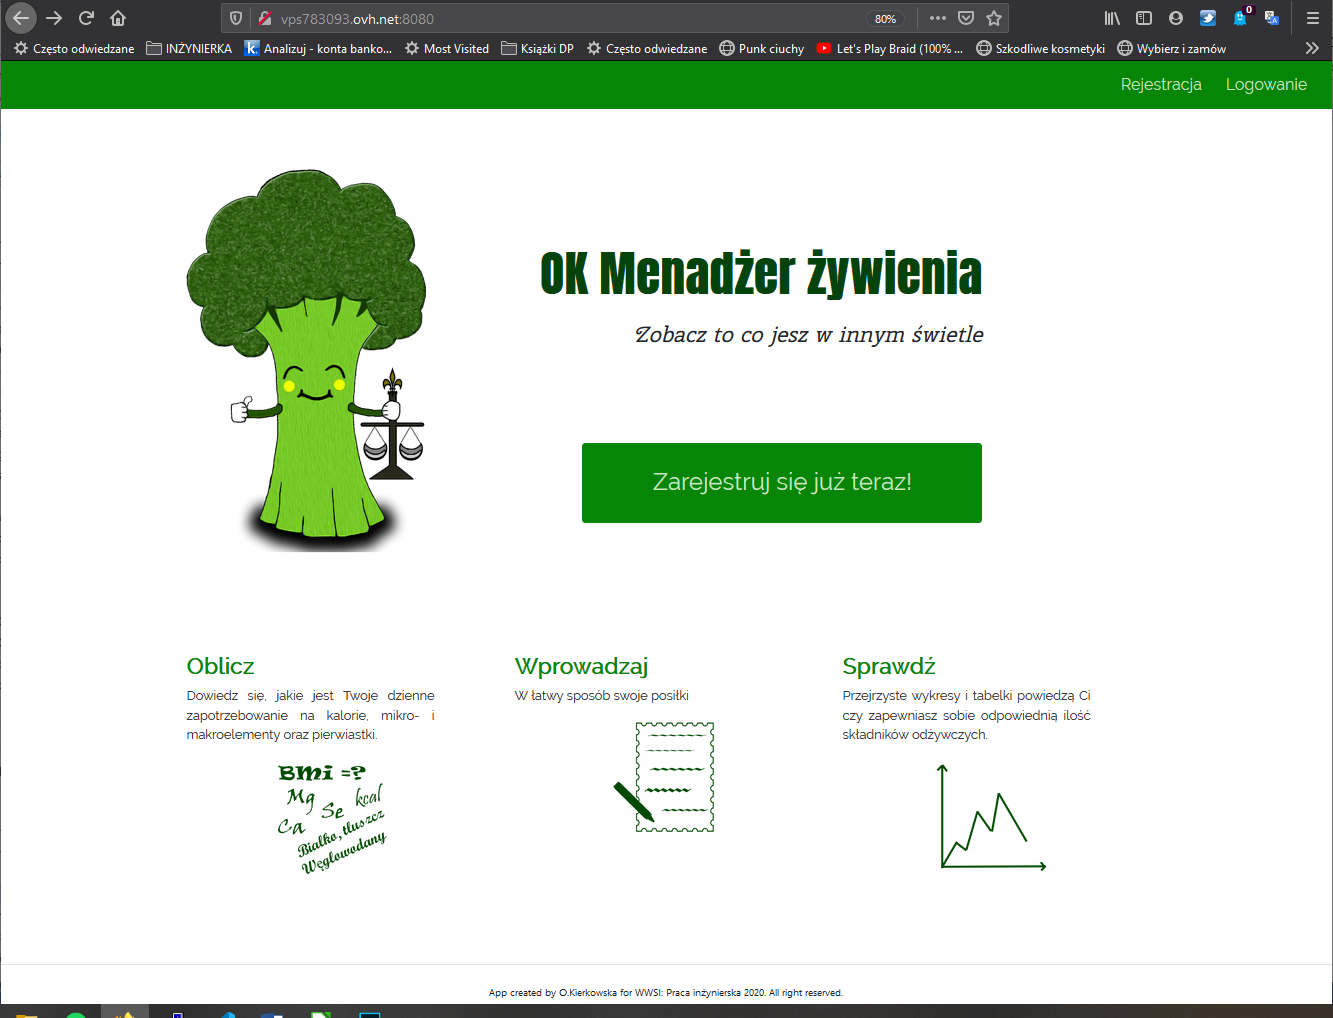 vps783093.ovh.net:8080
80%
0
Często odwiedzane
INŻYNIERKA
k.
Analizuj - konta banko...
Most Visited
Książki DP
Często odwiedzane
Punk ciuchy
Let's Play Braid (100% ...
Szkodliwe kosmetyki
Wybierz i zamów
Rejestracja
Logowanie
OK Menadżer żywienia
Zobacz to co jesz w innym świetle
Zarejestruj się już teraz!
Oblicz
Dowiedz się, jakie jest Twoje dzienne
zapotrzebowanie na kalorie, mikro- i
makroelementy oraz pierwiastki.
BMi =?
Mg
kcal
Se
Ca
Białko, tłuszcz
Węglowodany
Wprowadzaj
W łatwy sposób swoje posiłki
Sprawdź
Przejrzyste wykresy i tabelki powiedzą Ci
czy zapewniasz sobie odpowiednią ilość
składników odżywczych.
App created by O.Kierkowska for WWSI: Praca inżynierska 2020. All right reserved.